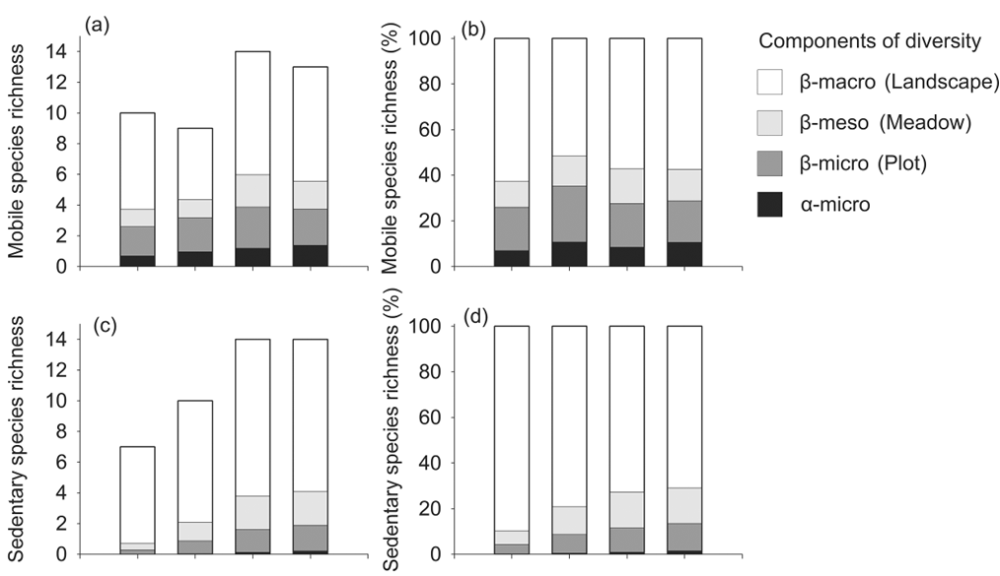 (a)
Mobile species richness
14
12
10
8
6
4
2
0
(b)
Mobile species richness (%)
100
80
60
40
20
0
Components of diversity
β-macro (Landscape)
β-meso (Meadow)
β-micro (Plot)
α-micro
(c)
Sedentary species richness
14
12
10
8
6
4
2
0
(d)
Sedentary species richness (%)
100
80
60
40
20
0